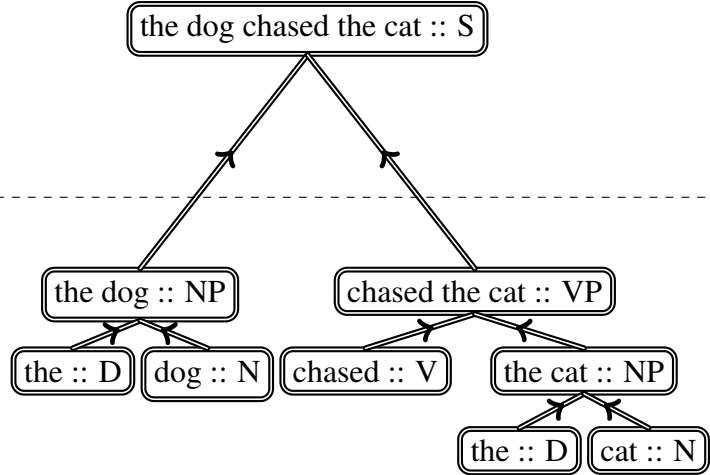 the dog chased the cat :: S
the dog :: NP
chased the cat :: VP
the :: D
dog :: N
chased :: V
the cat :: NP
the :: D
cat :: N